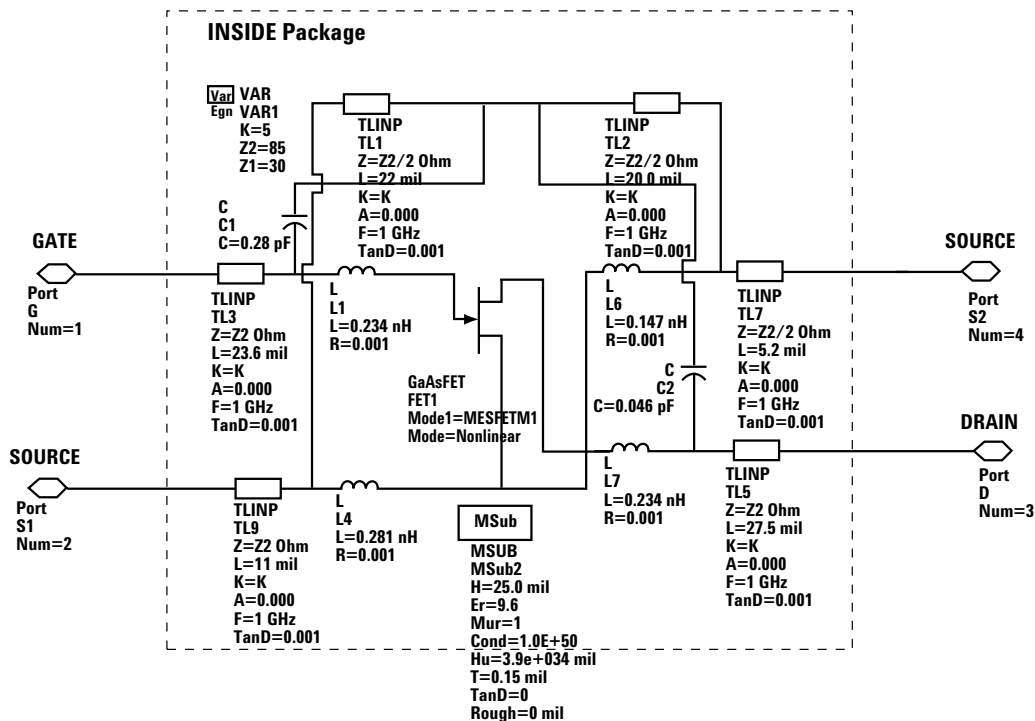 INSIDE Package
Var
Egn
VAR
VAR1
K=5
Z2=85
Z1=30
TLINP
TL1
Z=Z2/2 Ohm
L=22 mil
K=K
A=0.000
F=1 GHz
TanD=0.001
TLINP
TL2
Z=Z2/2 Ohm
L=20 0 mil
K=K
A=0.000
F=1 GHz
TanD=0.001
C
C1
C=0.28 pF
GATE
Port
G
Num=1
TLINP
TL3
Z=Z2 Ohm
L=23.6 mil
K=K
A=0.000
F=1 GHz
TanD=0.001
L
L1
L=0.234 nH
R=0.001
GaAsFET
FET1
Mode1=MESFETM1
Mode=Nonlinear
L
L6
L=0.147 nH
R=0.001
C
C2
C=0.046 pF
TLINP
TL7
Z=Z2/2 Ohm
L=5.2 mil
K=K
A=0.000
F=1 GHz
TanD=0.001
SOURCE
Port
S2
Num=4
SOURCE
Port
S1
Num=2
TLINP
TL9
Z=Z2 Ohm
L=11 mil
K=K
A=0.000
F=1 GHz
TanD=0.001
L
L4
L=0.281 nH
R=0.001
L
L7
L=0.234 nH
R=0.001
TLINP
TL5
Z=Z2 Ohm
L=27.5 mil
K=K
A=0.000
F=1 GHz
TanD=0.001
DRAIN
Port
D
Num=3
MSub
MSUB
MSub2
H=25.0 mil
Er=9.6
Mur=1
Cond=1.0E+50
Hu=3.9e+034 mil
T=0.15 mil
TanD=0
Rough=0 mil